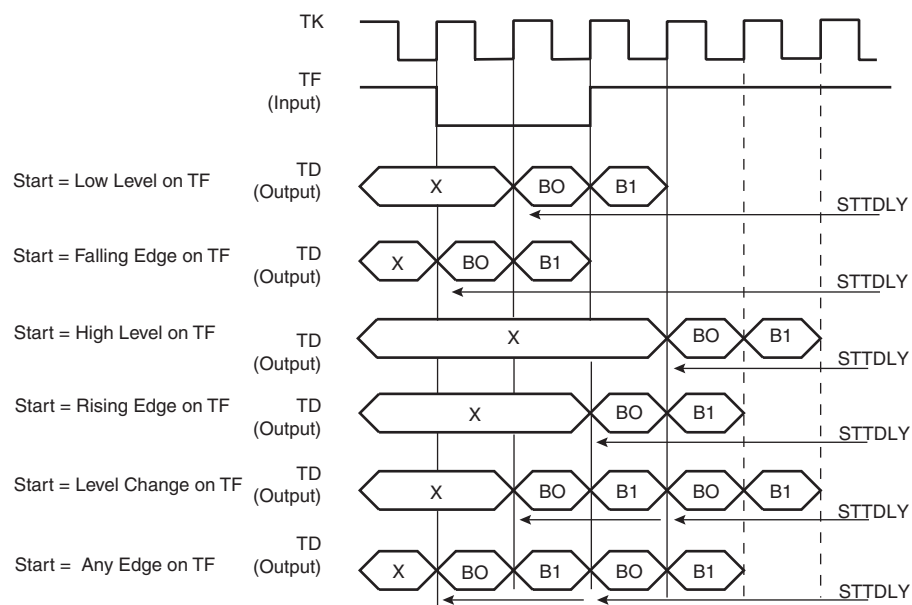 TK
TF
(Input)
Start = Low Level on TF
TD
(Output)
X
BO
B1
STTDLY
Start = Falling Edge on TF
TD
(Output)
X
BO
B1
STTDLY
Start = High Level on TF
TD
(Output)
X
BO
B1
STTDLY
Start = Rising Edge on TF
TD
(Output)
X
BO
B1
STTDLY
Start = Level Change on TF
TD
(Output)
X
BO
B1
BO
B1
STTDLY
Start = Any Edge on TF
TD
(Output)
X
BO
B1
BO
B1
STTDLY